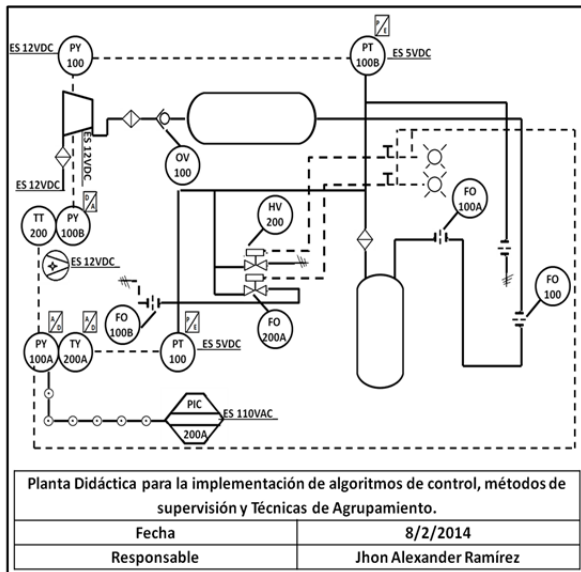 P/E
ES 12VDC
PY
100
PT
100B
ES 5VDC
ES 12VDC
OV
100
ES 12VDC
D/A
TT
200
PY
100B
HV
200
FO
100A
ES 12VDC
FO
100B
FO
200A
FO
100
A/D
A/D
P/E
PY
100A
TY
200A
PT
100
ES 5VDC
PIC
200A
ES 110VAC
Planta Didáctica para la implementación de algoritmos de control, métodos de
supervisión y Técnicas de Agrupamiento.
Fecha 8/2/2014
Responsable Jhon Alexander Ramírez